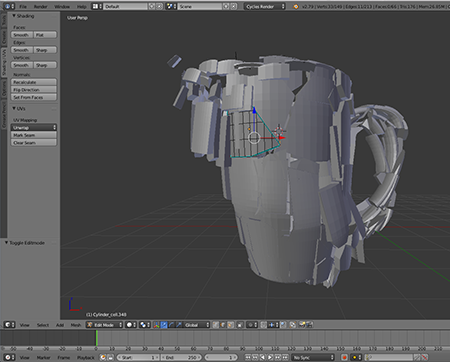 File Render Window Help
Default
Scene
Cycles Render
Shading
User Persp
Faces:
Smooth Flat
Edges:
Smooth Sharp
Vertices:
Smooth Sharp
Normals:
Recalculate
Flip Direction
Set From Faces
UVs
UV Mapping:
Unwrap
Mark Seam
Clear Seam
Toggle Editmode
(1) Cylinder_cell.348
View Select Add Mesh
Edit Mode
Global
View Marker Frame Playback
Start: 1
End: 250
No Sync